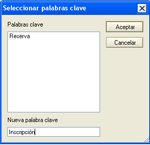 Seleccionar palabras clave
Palabras clave
Reserva
Aceptar
Cancelar
Nueva palabra clave
Inscripción